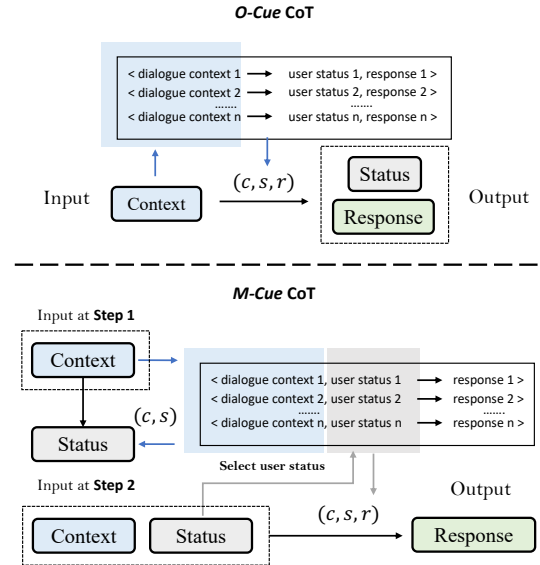 O-Cue CoT
< dialogue context 1 user status 1, response 1 >
< dialogue context 2 user status 2, response 2 >
....... .......
< dialogue context n user status n, response n >
(c, s, r)
Input Context Status Output
Response
M-Cue CoT
Input at Step 1
Context
< dialogue context 1, user status 1 response 1 >
< dialogue context 2, user status 2 response 2 >
....... .......
< dialogue context n, user status n response n >
(c, s)
Status
Select user status
Input at Step 2
Output
(c, s, r)
Context Status Response